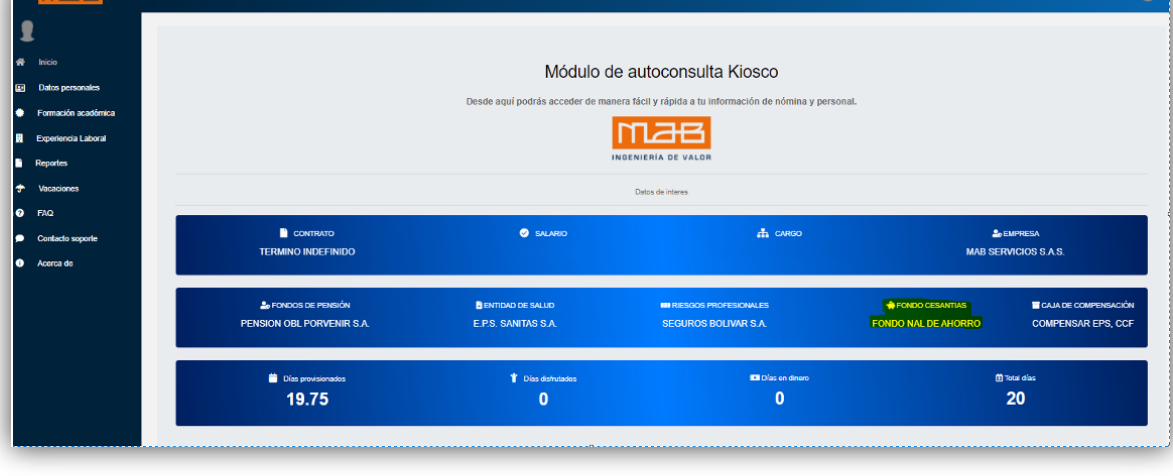 Inicio
Datos personales
Formación académica
Experiencia Laboral
Reportes
Vacaciones
FAQ
Contacto soporte
Acerca de
Módulo de autoconsulta Kiosco
Desde aquí podrás acceder de manera fácil y rápida a tu información de nómina y personal.
MAB
INGENIERÍA DE VALOR
Datos de interes
CONTRATO
TERMINO INDEFINIDO
SALARIO
CARGO
EMPRESA
MAB SERVICIOS S.A.S.
FONDOS DE PENSIÓN
PENSION OBL PORVENIR S.A.
ENTIDAD DE SALUD
E.P.S. SANITAS S.A.
RIESGOS PROFESIONALES
SEGUROS BOLIVAR S.A.
FONDO CESANTIAS
FONDO NAL DE AHORRO
CAJA DE COMPENSACIÓN
COMPENSAR EPS, CCF
Días provisionados
19.75
Días disfrutados
0
Días en dinero
0
Total días
20